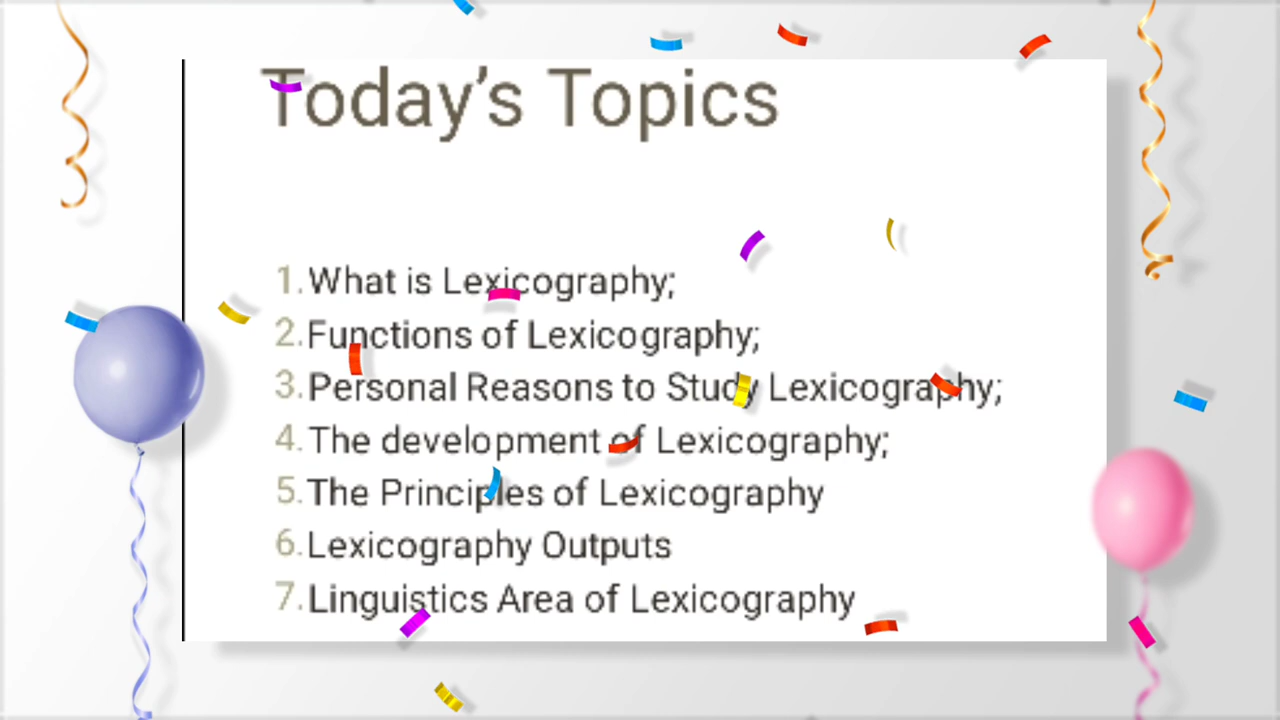 Today's Topics
1. What is Lexicography;
2. Functions of Lexicography;
3. Personal Reasons to Study Lexicography;
4. The development of Lexicography;
5. The Principles of Lexicography
6. Lexicography Outputs
7. Linguistics Area of Lexicography